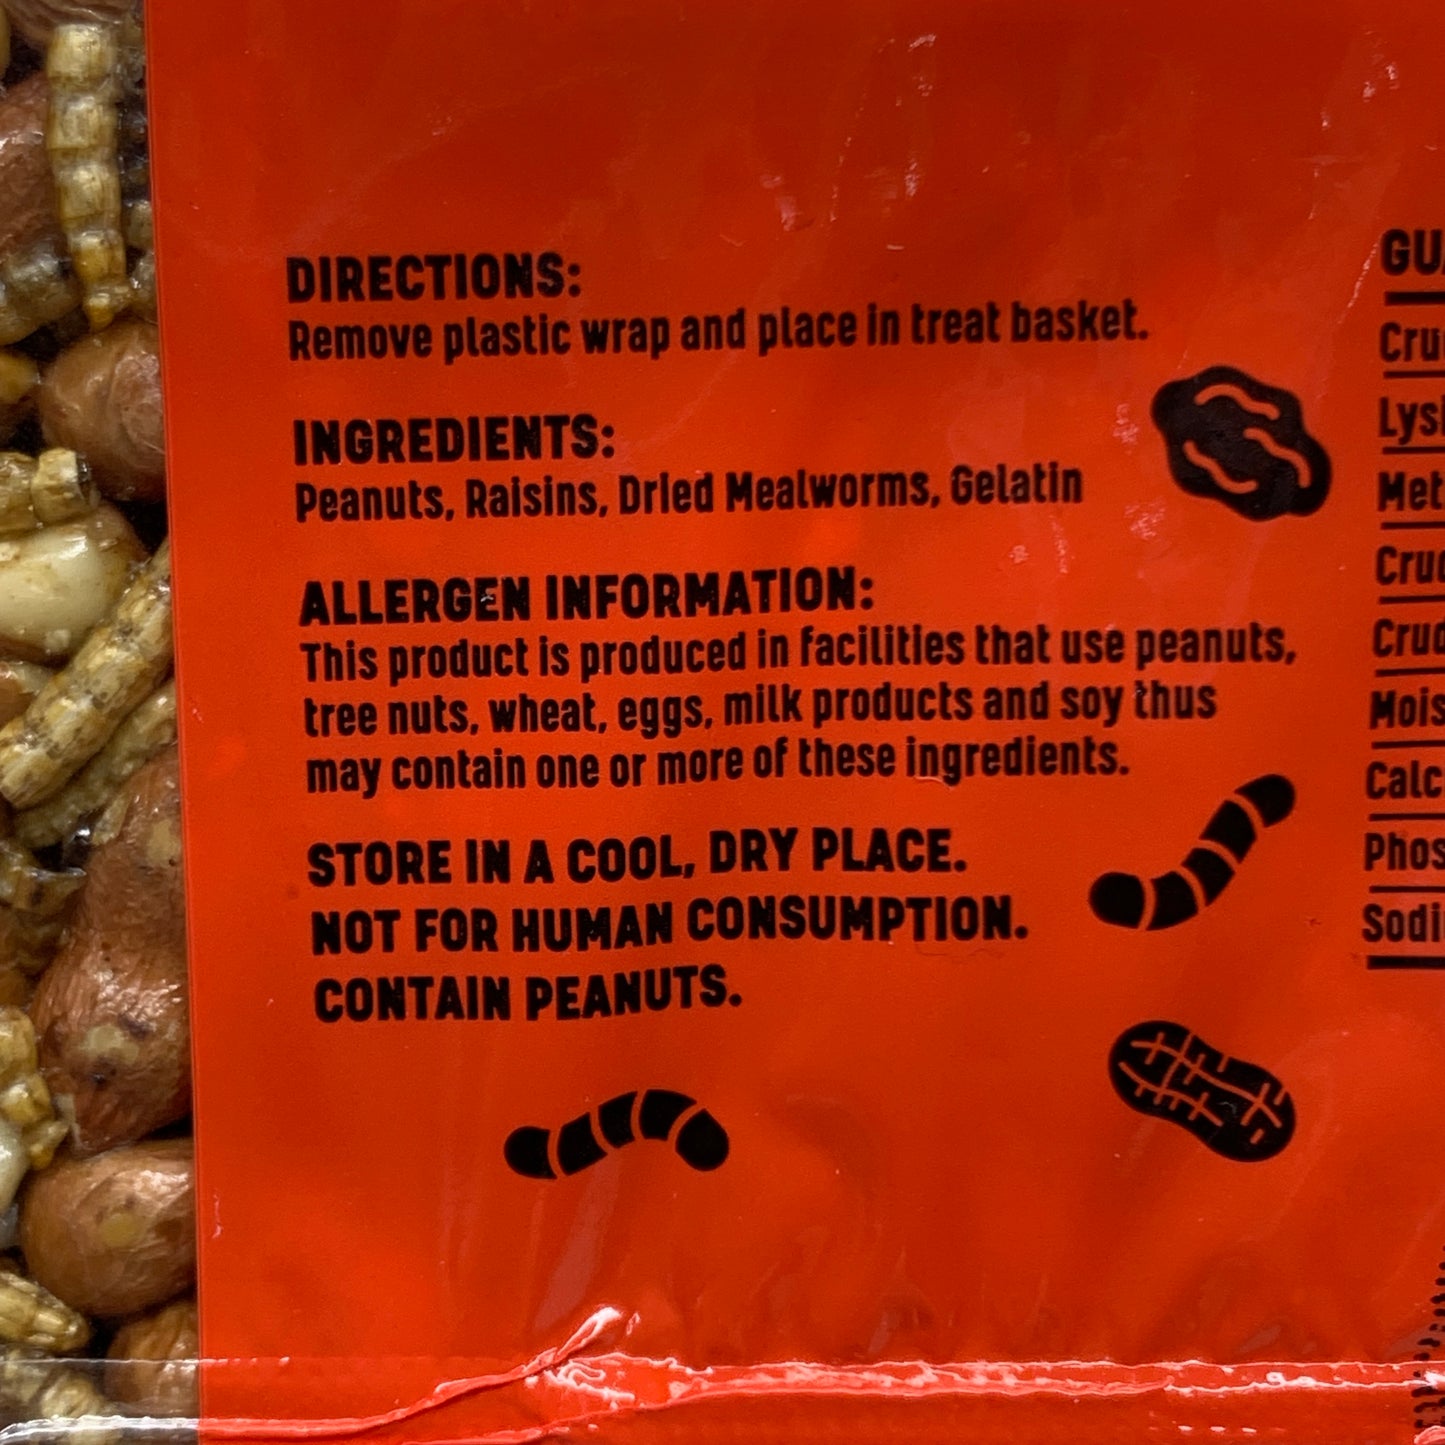 DIRECTIONS:
Remove plastic wrap and place in treat basket.
INGREDIENTS:
Peanuts, Raisins, Dried Mealworms, Gelatin
ALLERGEN INFORMATION:
This product is produced in facilities that use peanuts,
tree nuts, wheat, eggs, milk products and soy thus
may contain one or more of these ingredients.
STORE IN A COOL, DRY PLACE.
NOT FOR HUMAN CONSUMPTION.
CONTAIN PEANUTS.